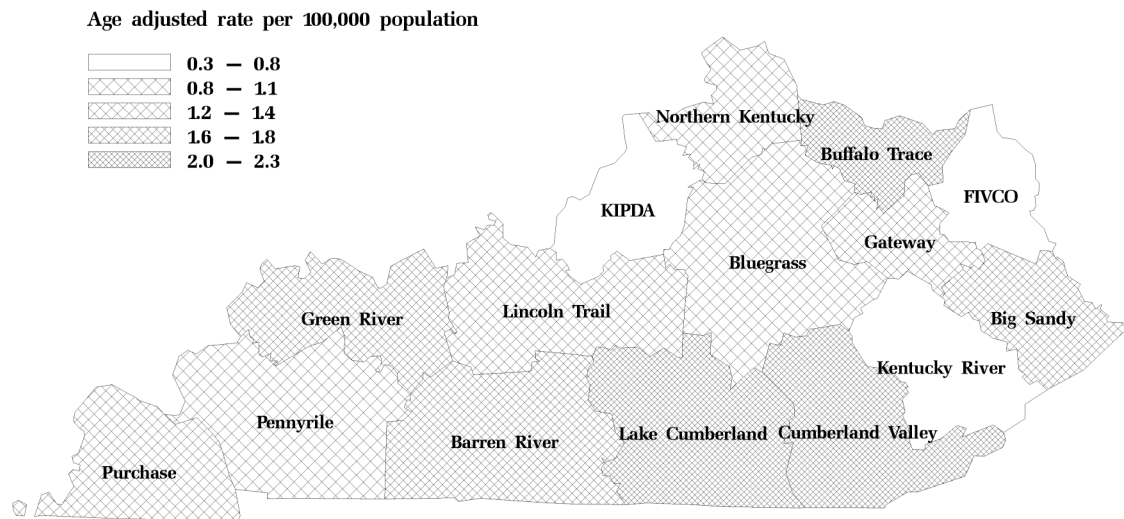 Age adjusted rate per 100,000 population
0.3 – 0.8
0.8 – 1.1
1.2 – 1.4
1.6 – 1.8
2.0 – 2.3
Northern Kentucky
Buffalo Trace
FIVCO
KIPDA
Gateway
Bluegrass
Lincoln Trail
Green River
Big Sandy
Kentucky River
Pennyrile
Lake Cumberland
Cumberland Valley
Barren River
Purchase